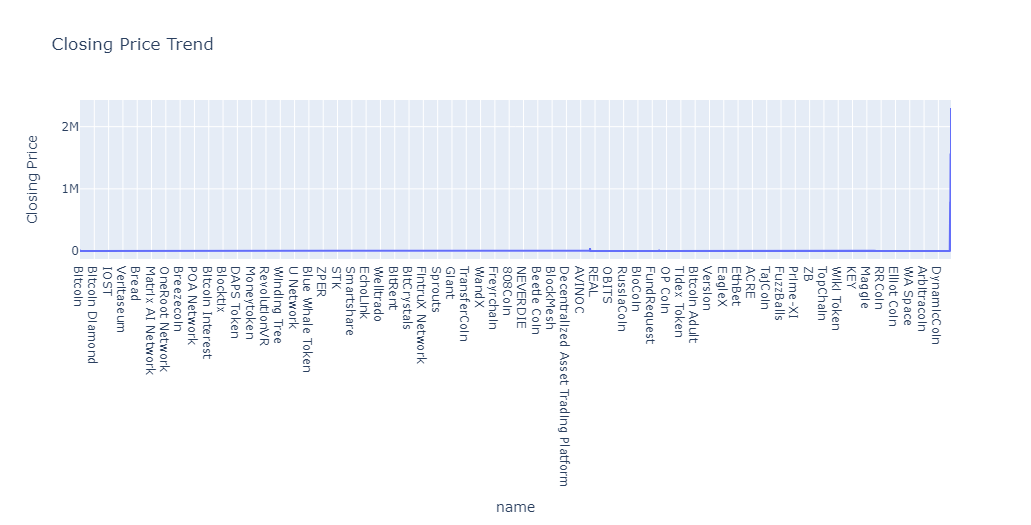 Closing Price Trend
Closing Price
2M
1M
0
Bitcoin
Bitcoin Diamond
IOST
Veritaseum
Bread
Matrix AI Network
OneRoot Network
Breezecoin
POA Network
Bitcoin Interest
Blocktix
DAPS Token
Moneytoken
RevolutionVR
Winding Tree
U Network
Blue Whale Token
ZPER
STK
Smartshare
EchoLink
Welltrado
BitRent
BitCrystals
FintruX Network
Sprouts
Giant
TransferCoin
WandX
Freyrchain
808Coin
NEVERDIE
Beetle Coin
BlockMesh
Decentralized Asset Trading Platform
AVINOC
REAL
OBITS
RussiaCoin
BioCoin
FundRequest
OP Coin
Tidex Token
Bitcoin Adult
Version
EagleX
EthBet
ACRE
TajCoin
FuzzBalls
Prime-XI
ZB
TopChain
Wiki Token
KEY
Maggie
RRCoin
Elliot Coin
WA Space
Arbitracoin
DynamicCoin
name